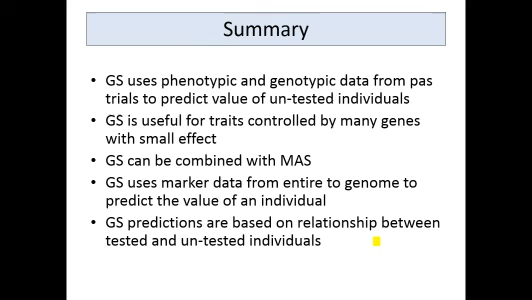 Summary
• GS uses phenotypic and genotypic data from pas
trials to predict value of un-tested individuals
• GS is useful for traits controlled by many genes
with small effect
• GS can be combined with MAS
• GS uses marker data from entire to genome to
predict the value of an individual
• GS predictions are based on relationship between
tested and un-tested individuals